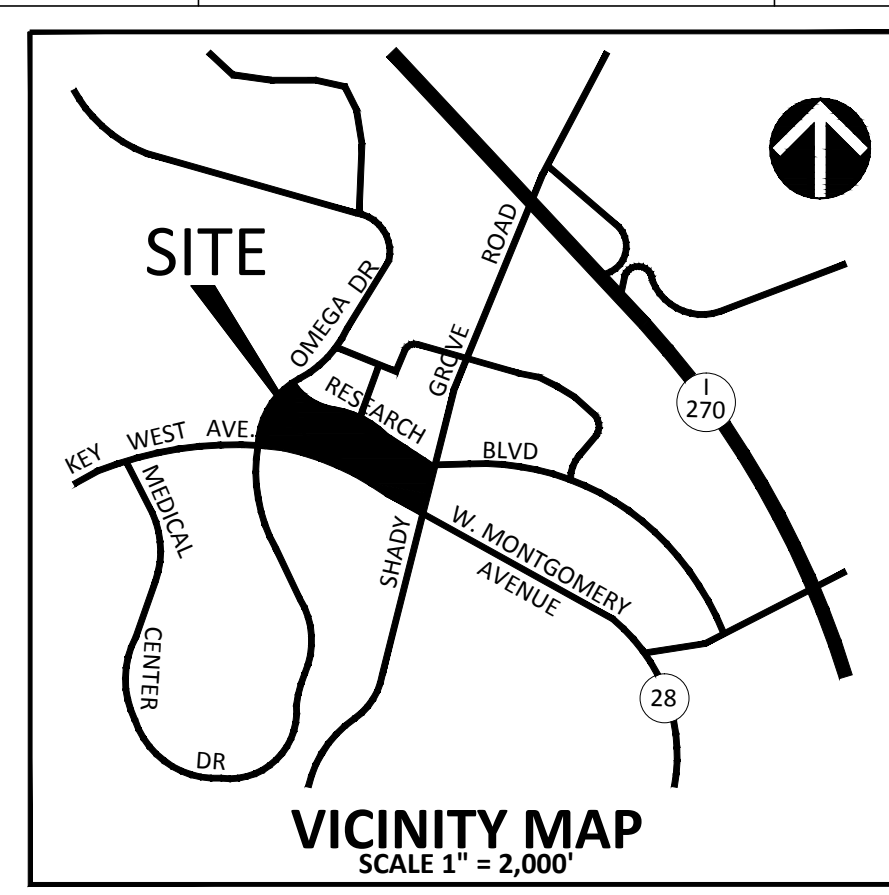 SITE
OMEGA DR
SHADY GROVE ROAD
RESEARCH BLVD
KEY WEST AVE.
MEDICAL CENTER DR
W. MONTGOMERY
AVENUE
I
270
28
VICINITY MAP
SCALE 1" = 2,000'